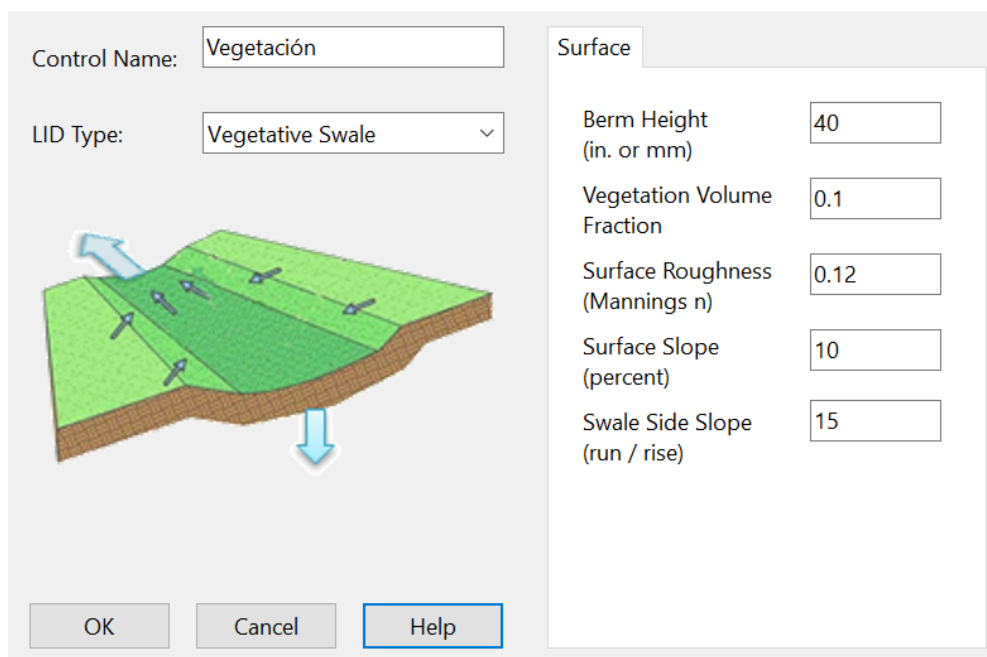 Control Name:
Vegetación
LID Type:
Vegetative Swale
Surface
Berm Height
(in. or mm)
40
Vegetation Volume
Fraction
0.1
Surface Roughness
(Mannings n)
0.12
Surface Slope
(percent)
10
Swale Side Slope
(run / rise)
15
OK
Cancel
Help